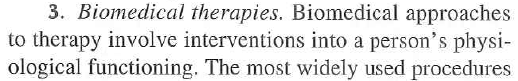 3. Biomedical therapies. Biomedical approaches
to therapy involve interventions into a person's physi-
ological functioning. The most widely used procedures